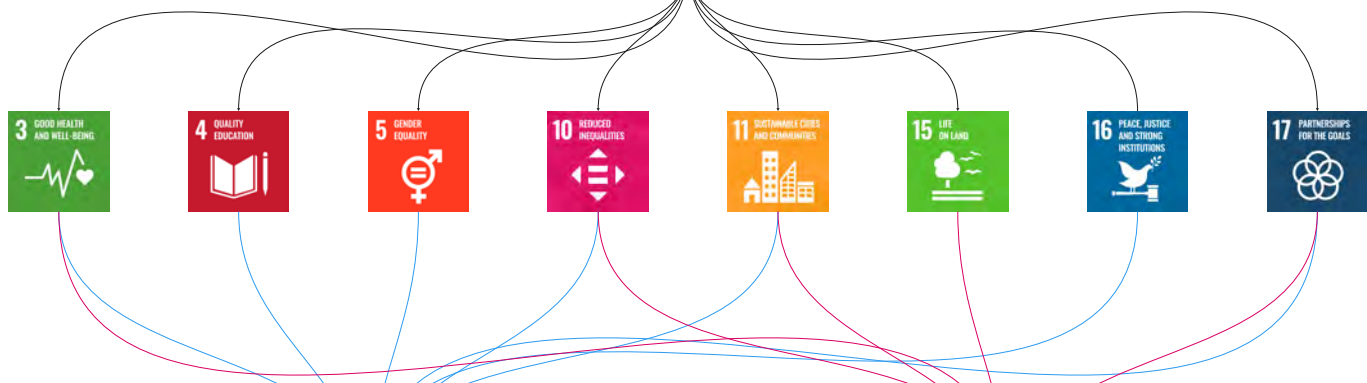 3 GOOD HEALTH
AND WELL-BEING
4 QUALITY
EDUCATION
5 GENDER
EQUALITY
10 REDUCED
INEQUALITIES
11 SUSTAINABLE CITIES
AND COMMUNITIES
15 LIFE
ON LAND
16 PEACE, JUSTICE
AND STRONG
INSTITUTIONS
17 PARTNERSHIPS
FOR THE GOALS